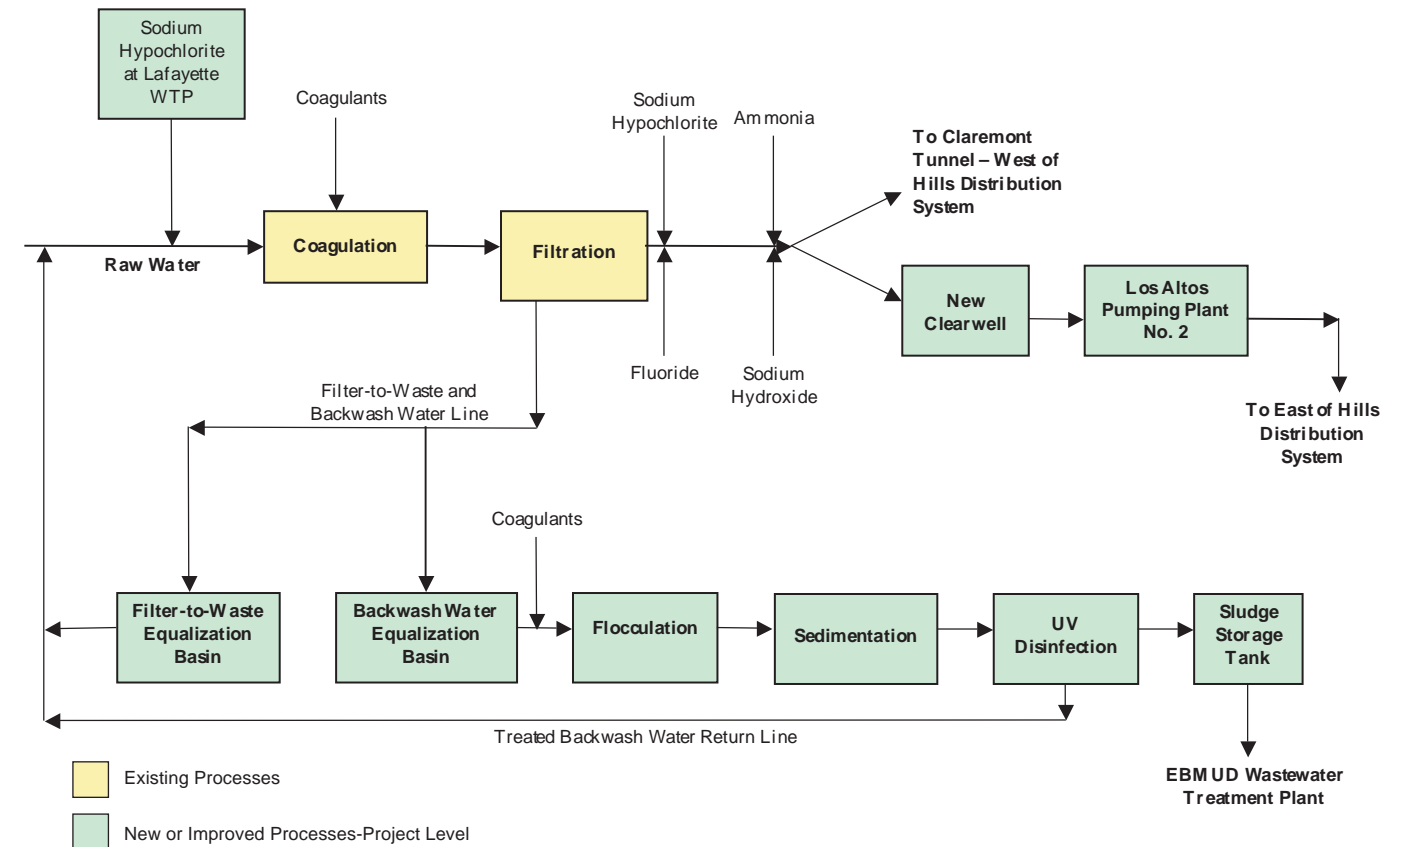 Sodium
Hypochlorite
at Lafayette
WTP
Coagulants
Sodium
Hypochlorite
Ammonia
To Claremont
Tunnel – West of
Hills Distribution
System
Raw Water
Coagulation
Filtration
New
Clearwell
Los Altos
Pumping Plant
No. 2
Fluoride
Sodium
Hydroxide
To East of Hills
Distribution
System
Filter-to-Waste and
Backwash Water Line
Coagulants
Filter-to-Waste
Equalization
Basin
Backwash Water
Equalization
Basin
Flocculation
Sedimentation
UV
Disinfection
Sludge
Storage
Tank
Treated Backwash Water Return Line
EBMUD Wastewater
Treatment Plant
Existing Processes
New or Improved Processes-Project Level